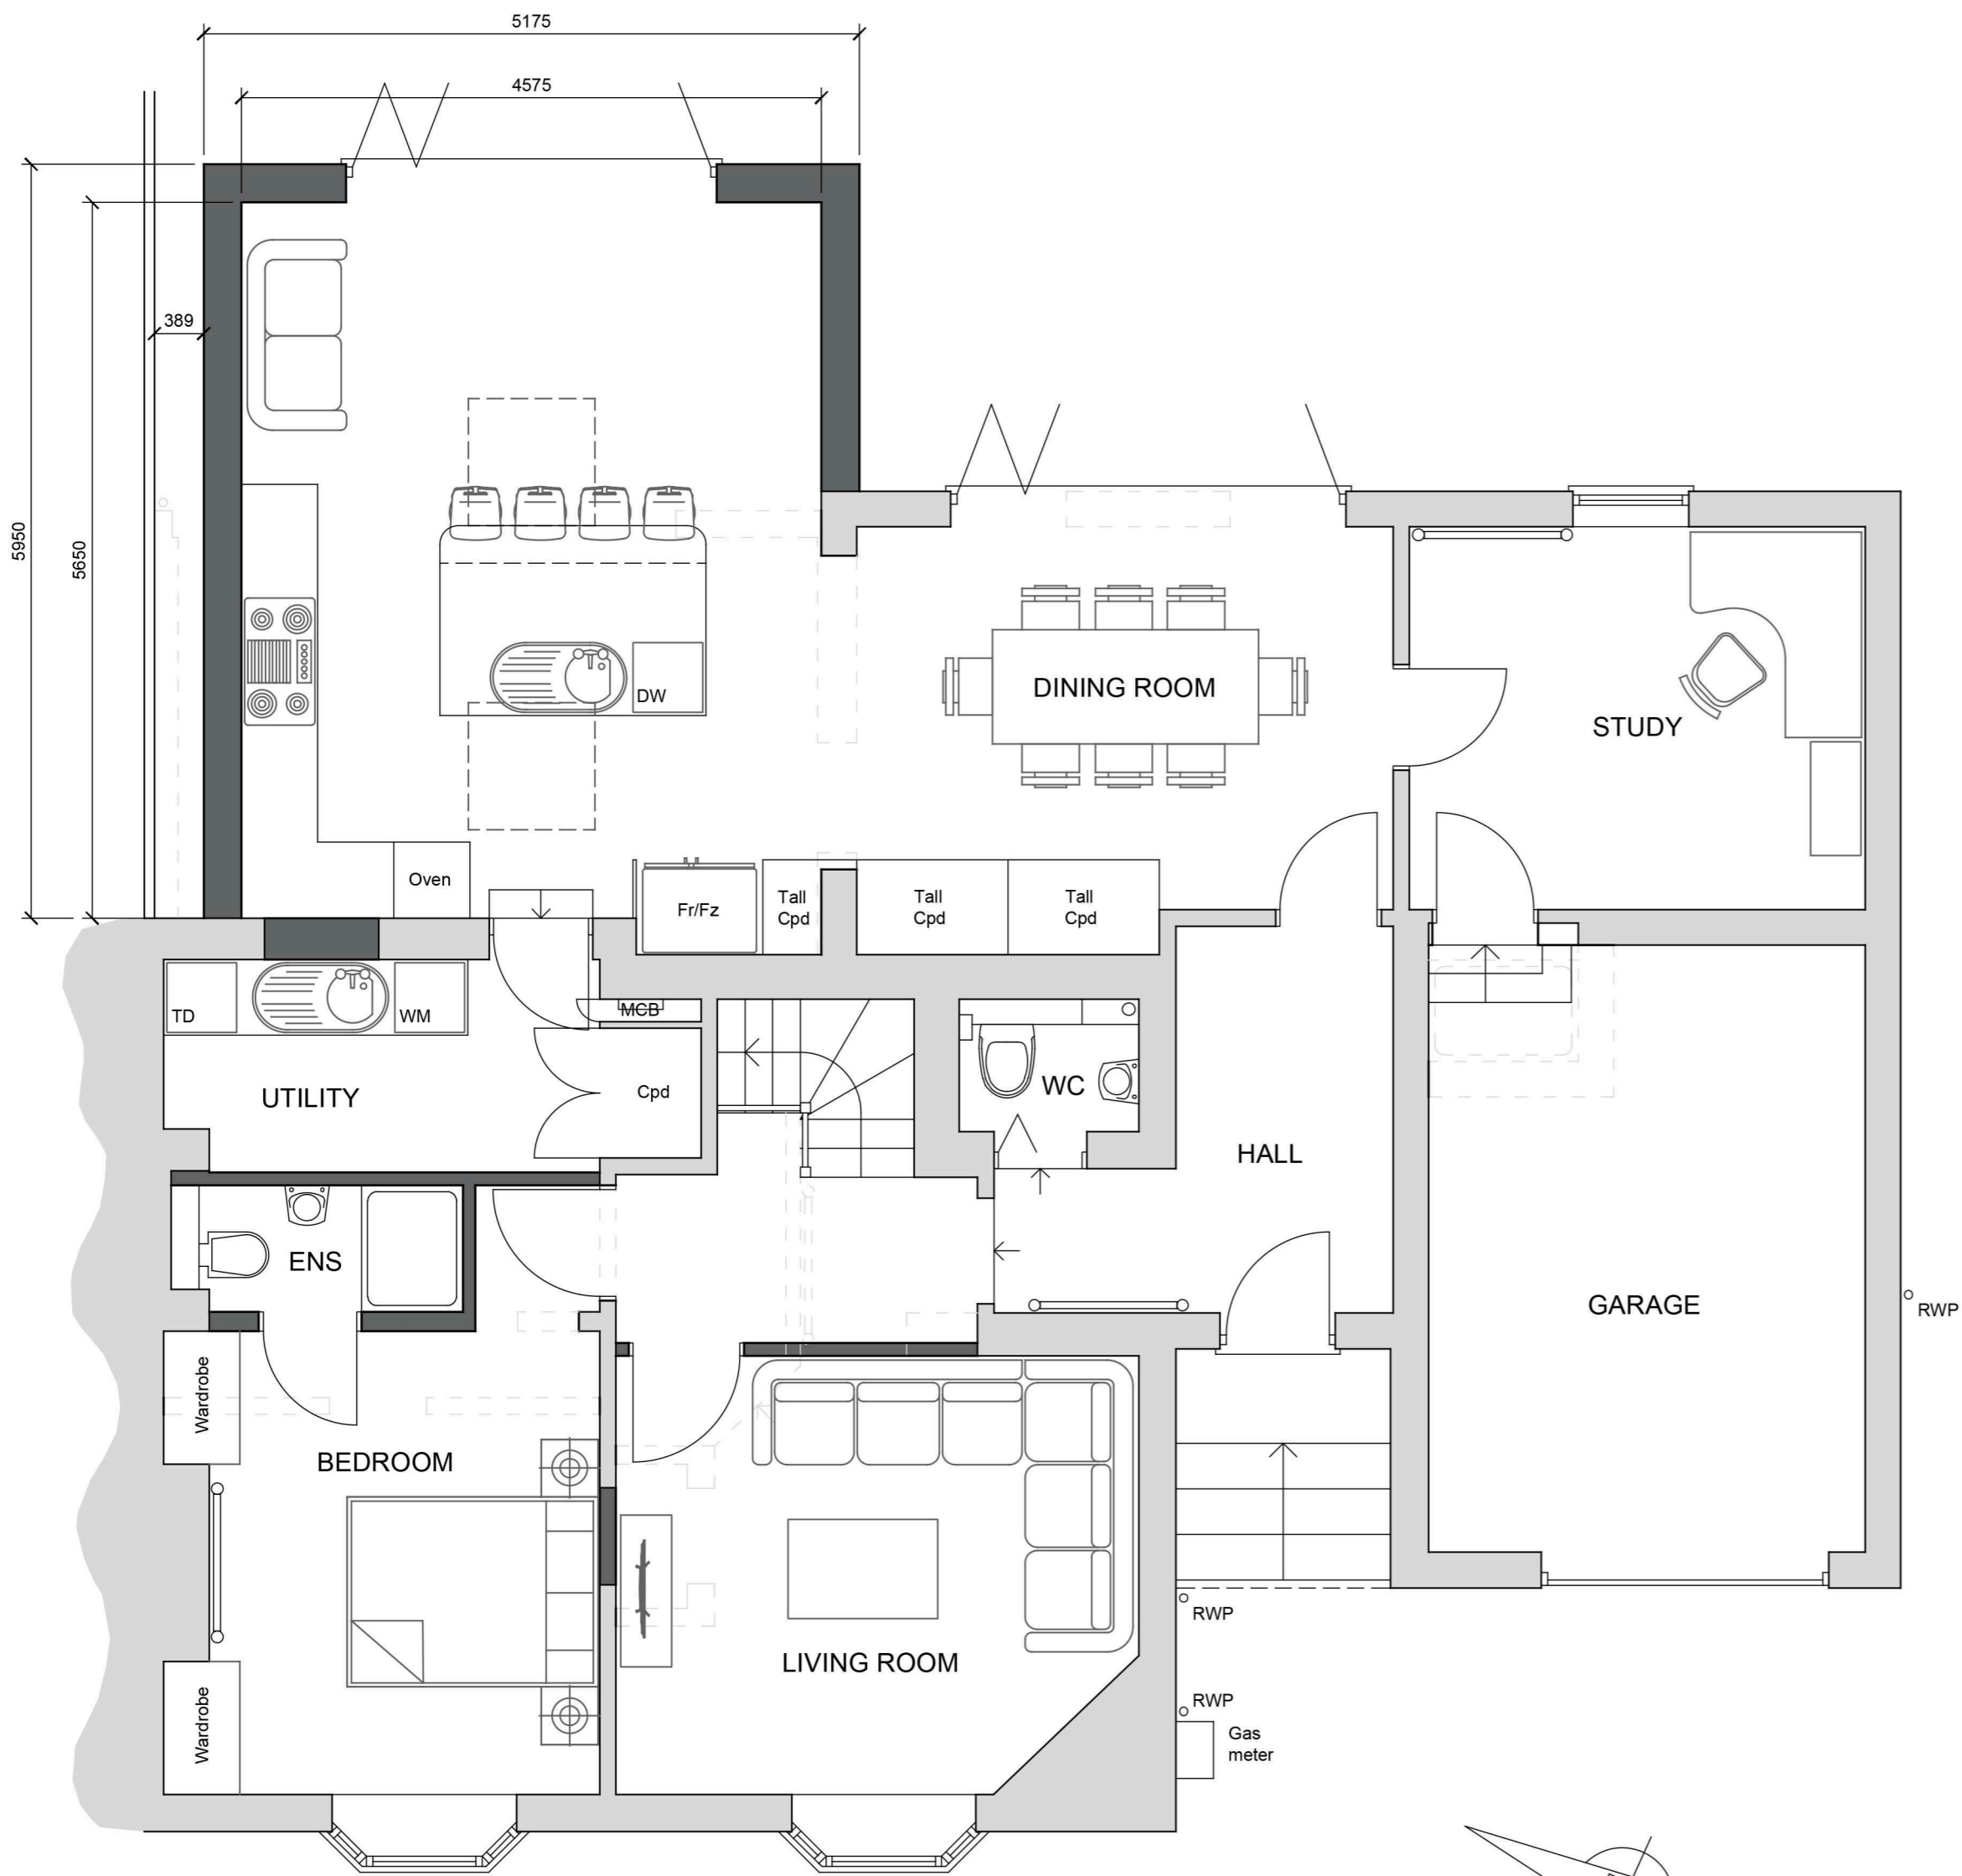 5175
4575
389
5950
5650
DW
DINING ROOM
STUDY
Oven
Fr/Fz
Tall
Cpd
Tall
Cpd
Tall
Cpd
TD
WM
MCB
UTILITY
Cpd
WC
HALL
ENS
GARAGE
RWP
Wardrobe
BEDROOM
RWP
LIVING ROOM
Wardrobe
RWP
Gas
meter